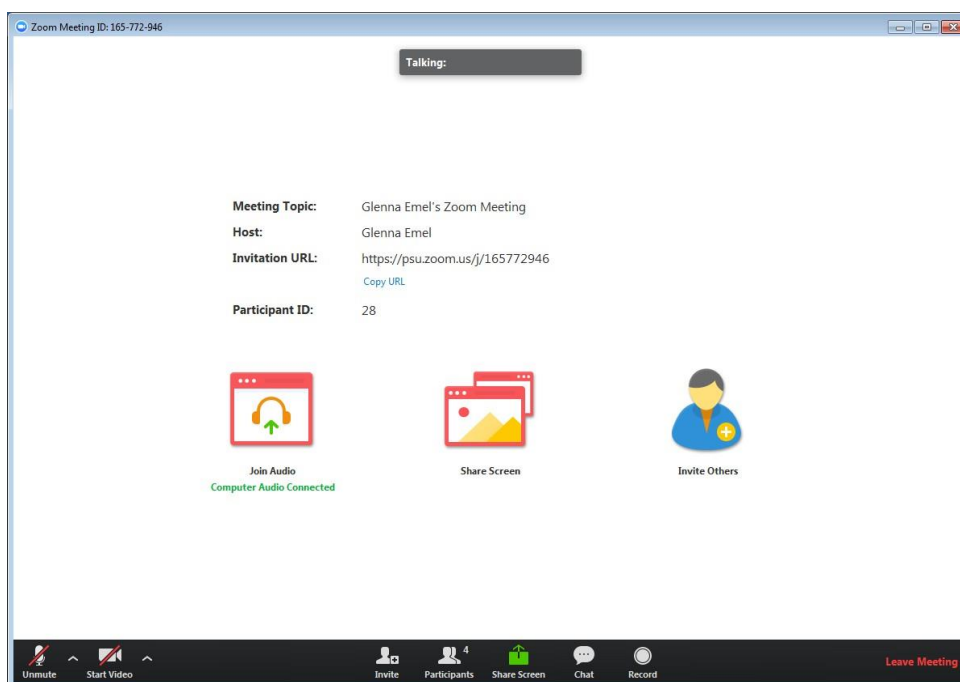 Zoom Meeting ID: 165-772-946
Talking:
Meeting Topic: Glenna Emel's Zoom Meeting
Host: Glenna Emel
Invitation URL: https://psu.zoom.us/j/165772946
Copy URL
Participant ID: 28
Join Audio Share Screen Invite Others
Computer Audio Connected
4
Unmute Start Video Invite Participants Share Screen Chat Record Leave Meeting